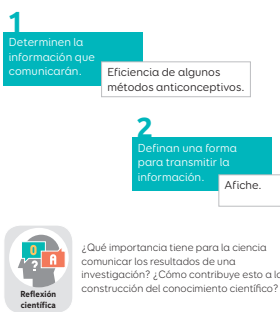 1
Determinen la
información que
comunicarán.
Eficiencia de algunos
métodos anticonceptivos.
2
Definan una forma
para transmitir la
información.
Afiche.
0
?
A
Reflexión
científica
¿Qué importancia tiene para la ciencia
comunicar los resultados de una
investigación? ¿Cómo contribuye esto a la
construcción del conocimiento científico?